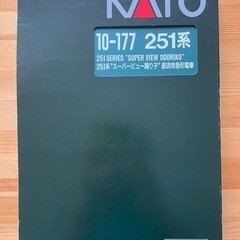 KATO
10-177 251系
251 SERIES "SUPER VIEW ODORIKO"
251系"スーパービュー踊り子"直流特急形電車